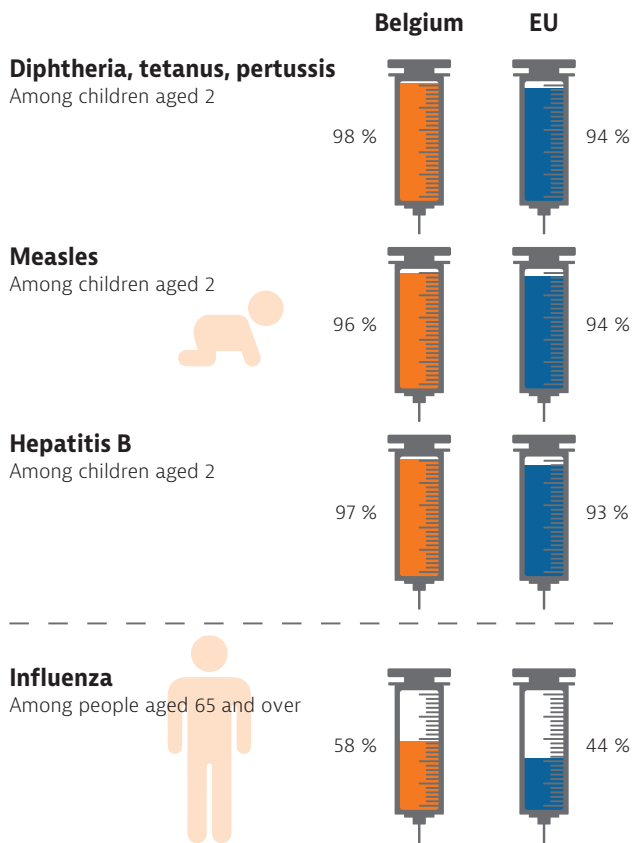 Belgium EU
Diphtheria, tetanus, pertussis
Among children aged 2
98 % 94 %
Measles
Among children aged 2
96 % 94 %
Hepatitis B
Among children aged 2
97 % 93 %
Influenza
Among people aged 65 and over
58 % 44 %